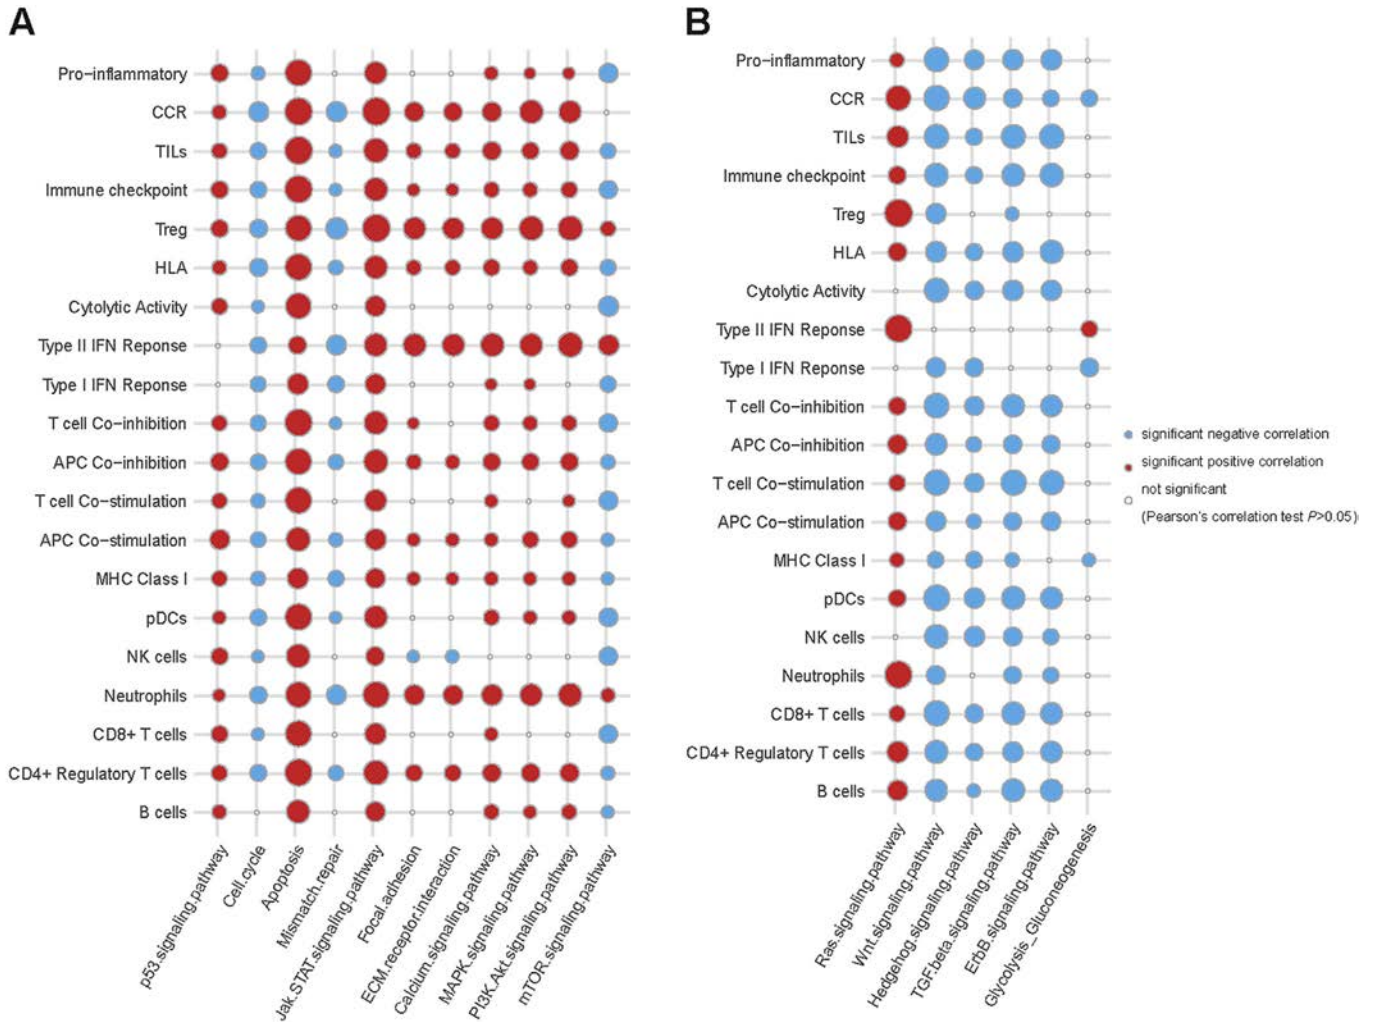 A
Pro−inflammatory
CCR
TILs
Immune checkpoint
Treg
HLA
Cytolytic Activity
Type II IFN Reponse
Type I IFN Reponse
T cell Co−inhibition
APC Co−inhibition
T cell Co−stimulation
APC Co−stimulation
MHC Class I
pDCs
NK cells
Neutrophils
CD8+ T cells
CD4+ Regulatory T cells
B cells
p53.signaling.pathway
Cell.cycle
Apoptosis
Mismatch.repair
Jak.STAT.signaling.pathway
Focal.adhesion
ECM.receptor.interaction
Calcium.signaling.pathway
MAPK.signaling.pathway
PI3K.Akt.signaling.pathway
mTOR.signaling.pathway
B
Pro−inflammatory
CCR
TILs
Immune checkpoint
Treg
HLA
Cytolytic Activity
Type II IFN Reponse
Type I IFN Reponse
T cell Co−inhibition
APC Co−inhibition
T cell Co−stimulation
APC Co−stimulation
MHC Class I
pDCs
NK cells
Neutrophils
CD8+ T cells
CD4+ Regulatory T cells
B cells
Ras.signaling.pathway
Wnt.signaling.pathway
Hedgehog.signaling.pathway
TGF.beta.signaling.pathway
ErbB.signaling.pathway
Glycolysis_Gluconeogenesis
significant negative correlation
significant positive correlation
not significant
(Pearson's correlation test P>0.05)